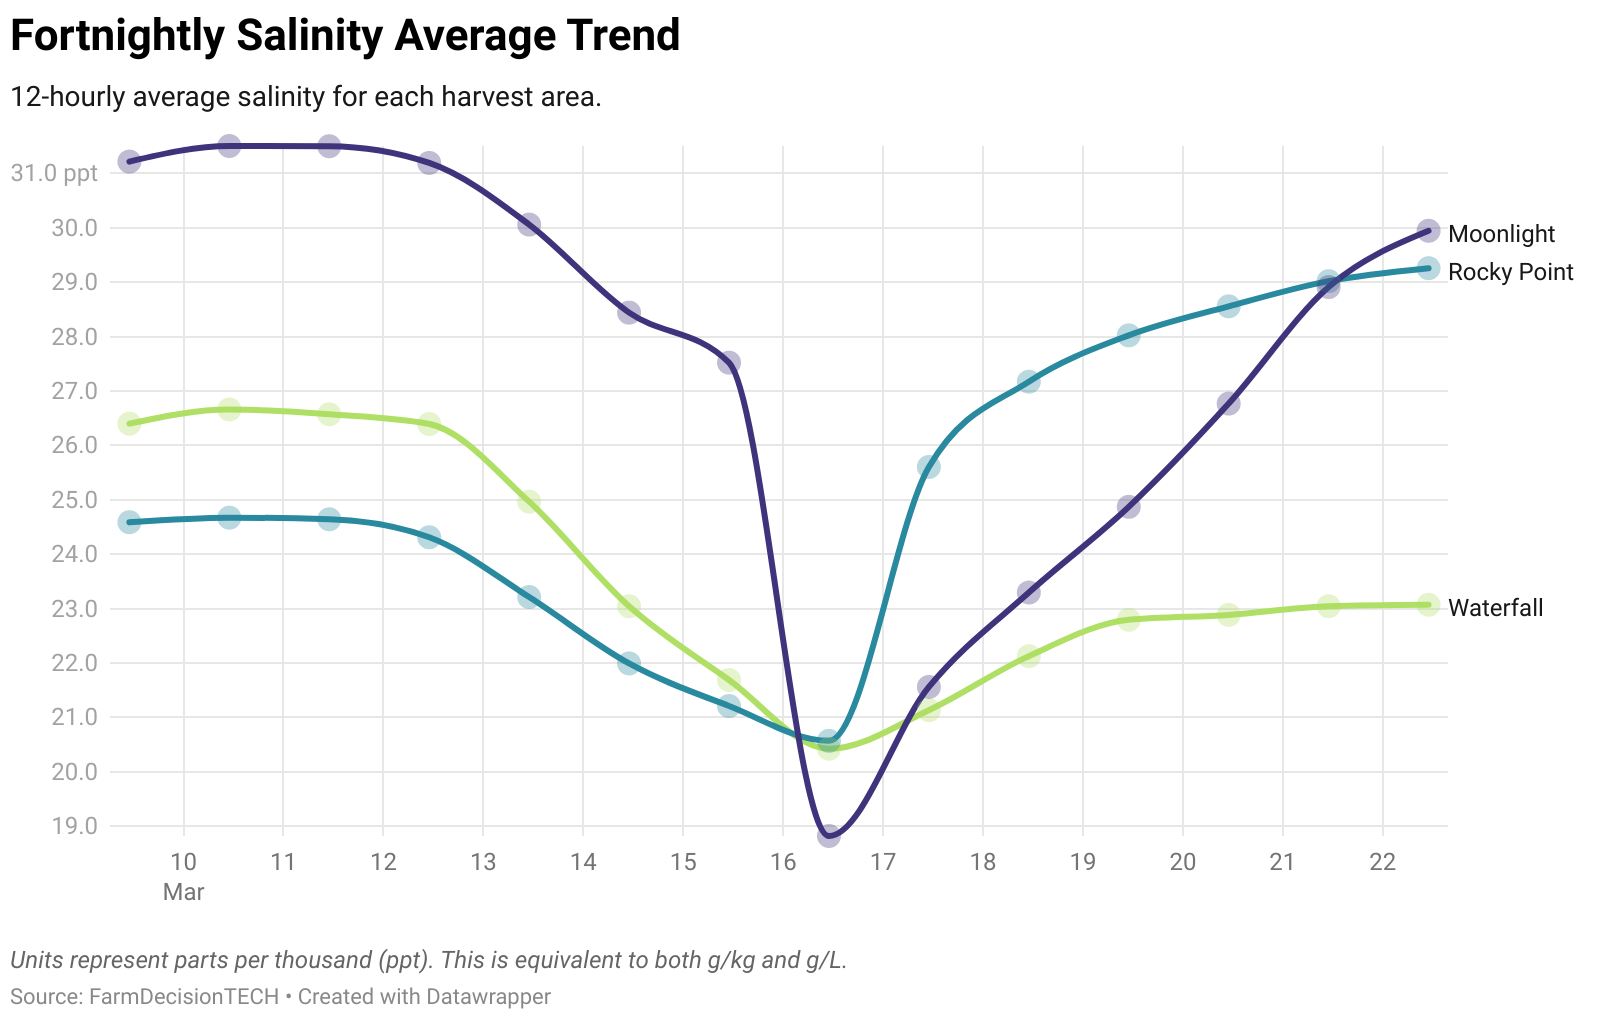 Fortnightly Salinity Average Trend
12-hourly average salinity for each harvest area.
31.0 ppt
30.0
29.0
28.0
27.0
26.0
25.0
24.0
23.0
22.0
21.0
20.0
19.0
Moonlight
Rocky Point
Waterfall
10 11 12 13 14 15 16 17 18 19 20 21 22
Mar
Units represent parts per thousand (ppt). This is equivalent to both g/kg and g/L.
Source: FarmDecisionTECH • Created with Datawrapper